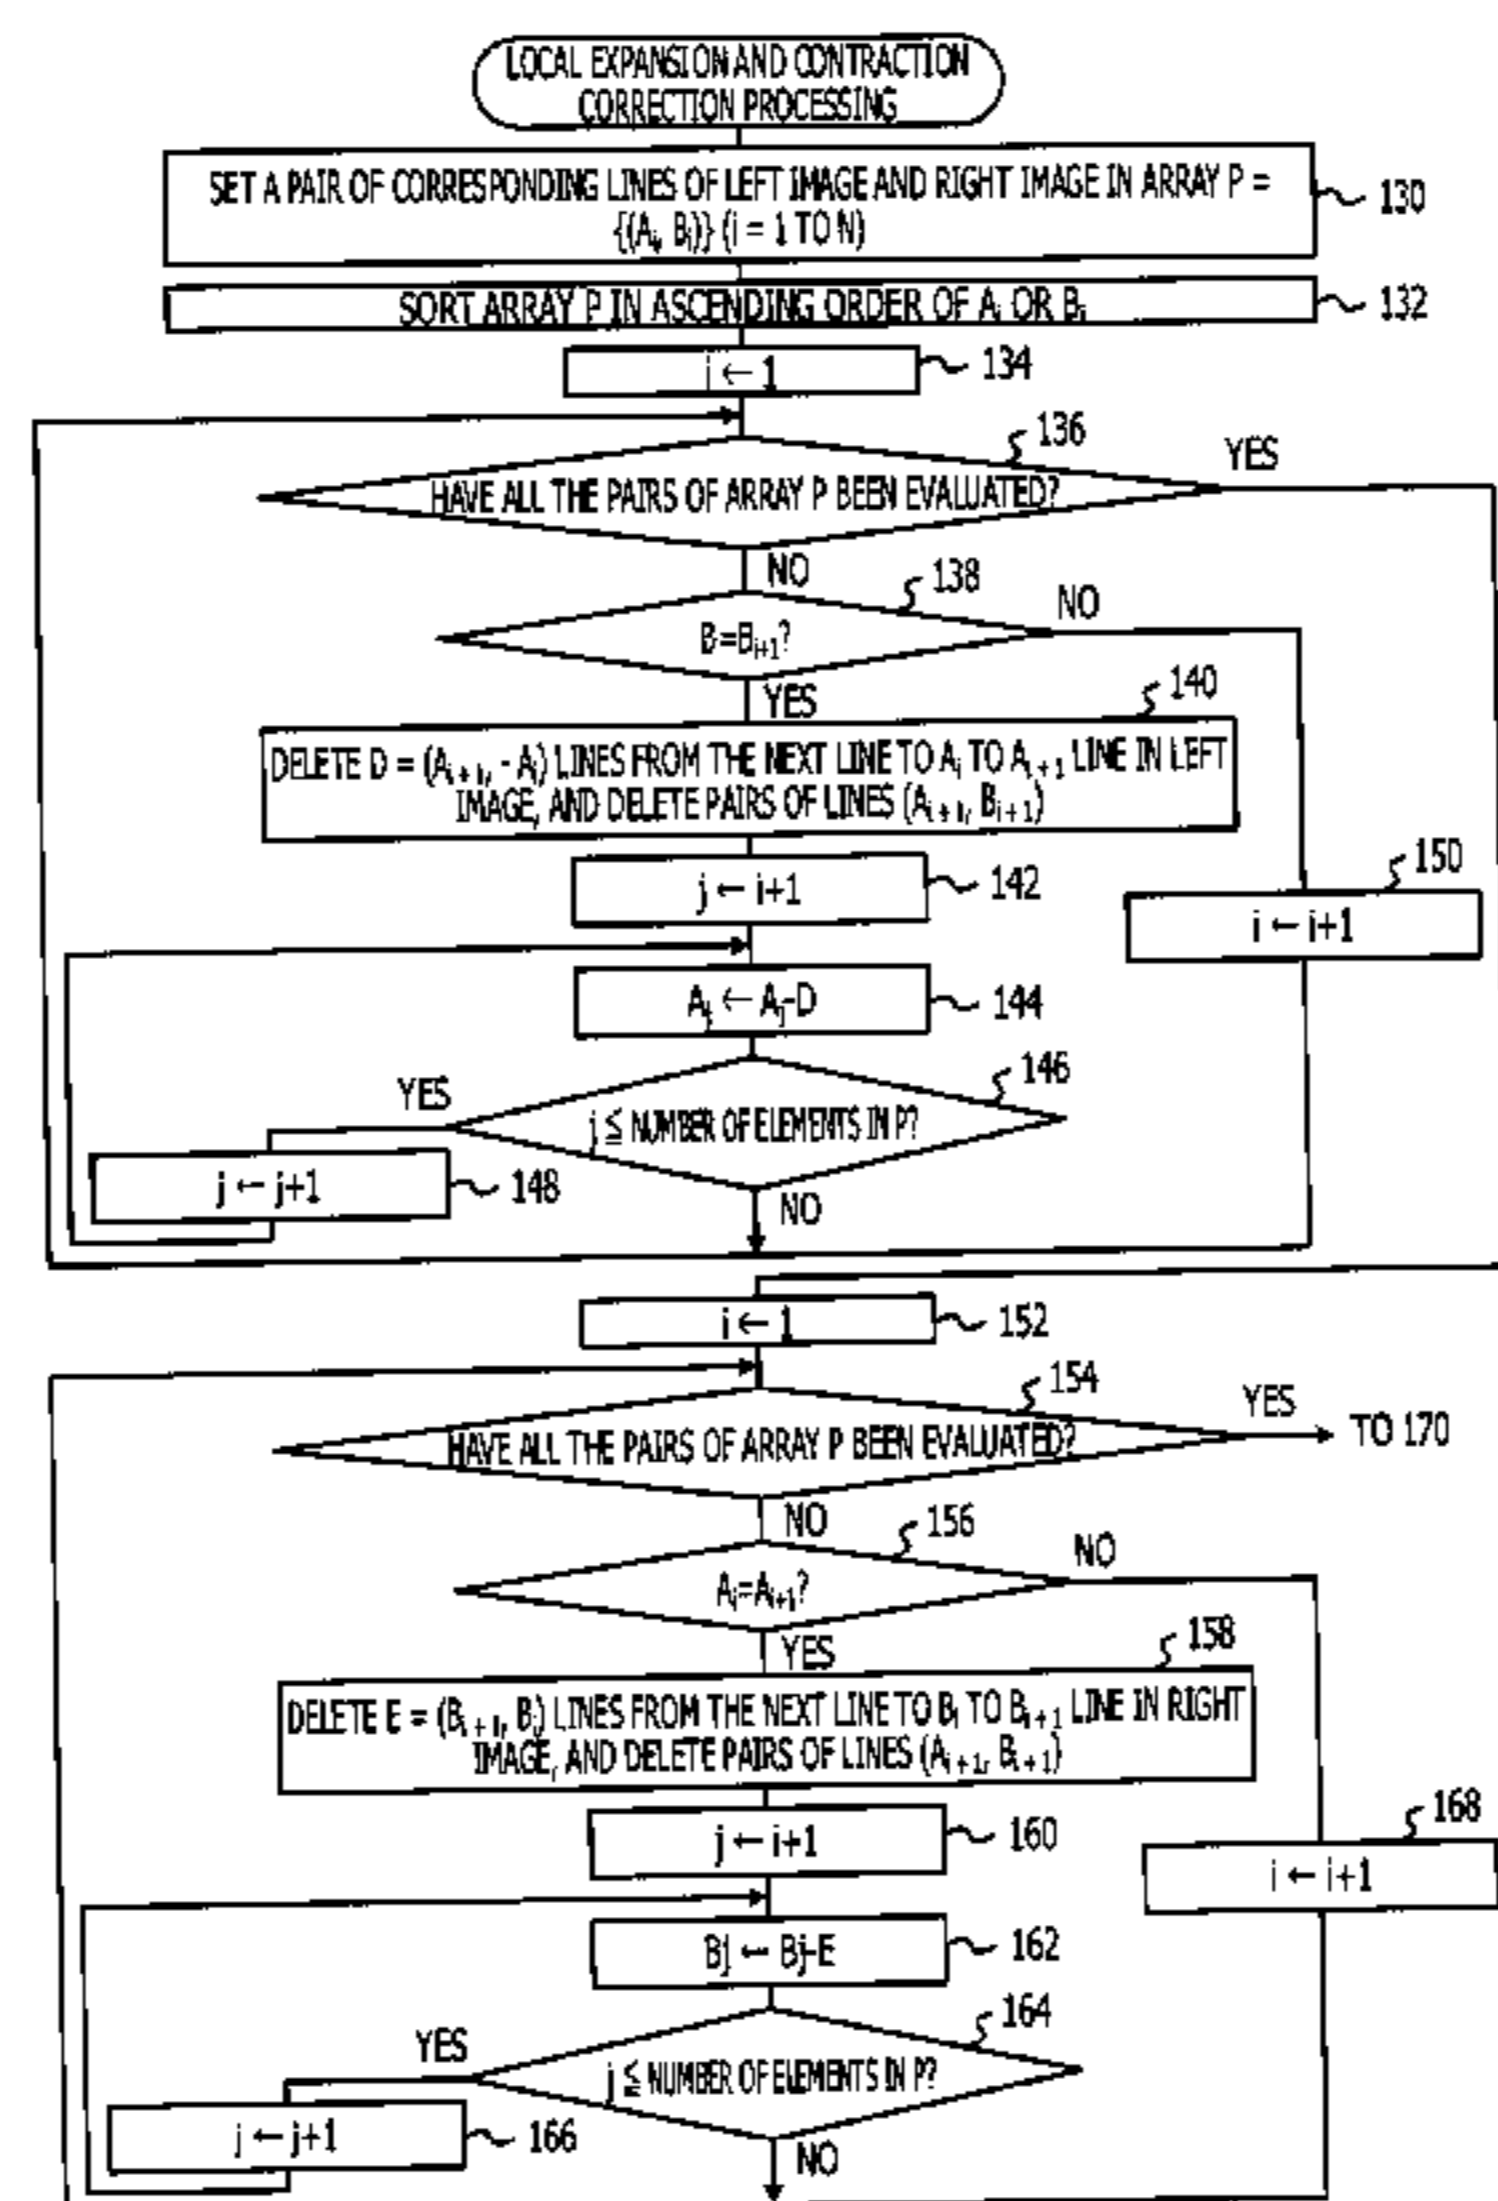 LOCAL EXPANSION AND CONTRACTION
CORRECTION PROCESSING
SET A PAIR OF CORRESPONDING LINES OF LEFT IMAGE AND RIGHT IMAGE IN ARRAY P =
{(Ai, Bi)} (i = 1 TO N)
130
SORT ARRAY P IN ASCENDING ORDER OF Ai OR Bi
132
i ← 1
134
136
HAVE ALL THE PAIRS OF ARRAY P BEEN EVALUATED?
YES
NO
138
Bi=Bi+1?
NO
YES
140
DELETE D = (Ai + 1, - Ai) LINES FROM THE NEXT LINE TO Ai TO Ai + 1 LINE IN LEFT
IMAGE, AND DELETE PAIRS OF LINES (Ai + 1, Bi + 1)
j ← i+1
142
150
i ← i+1
Aj ← Aj-D
144
146
YES
j ≦ NUMBER OF ELEMENTS IN P?
j ← j+1
148
NO
i ← 1
152
154
HAVE ALL THE PAIRS OF ARRAY P BEEN EVALUATED?
YES
TO 170
NO
156
Ai=Ai+1?
NO
YES
158
DELETE E = (Bi + 1, Bi) LINES FROM THE NEXT LINE TO Bi TO Bi + 1 LINE IN RIGHT
IMAGE, AND DELETE PAIRS OF LINES (Ai + 1, Bi + 1)
j ← i+1
160
168
i ← i+1
Bj ← Bj-E
162
164
YES
j ≦ NUMBER OF ELEMENTS IN P?
j ← j+1
166
NO